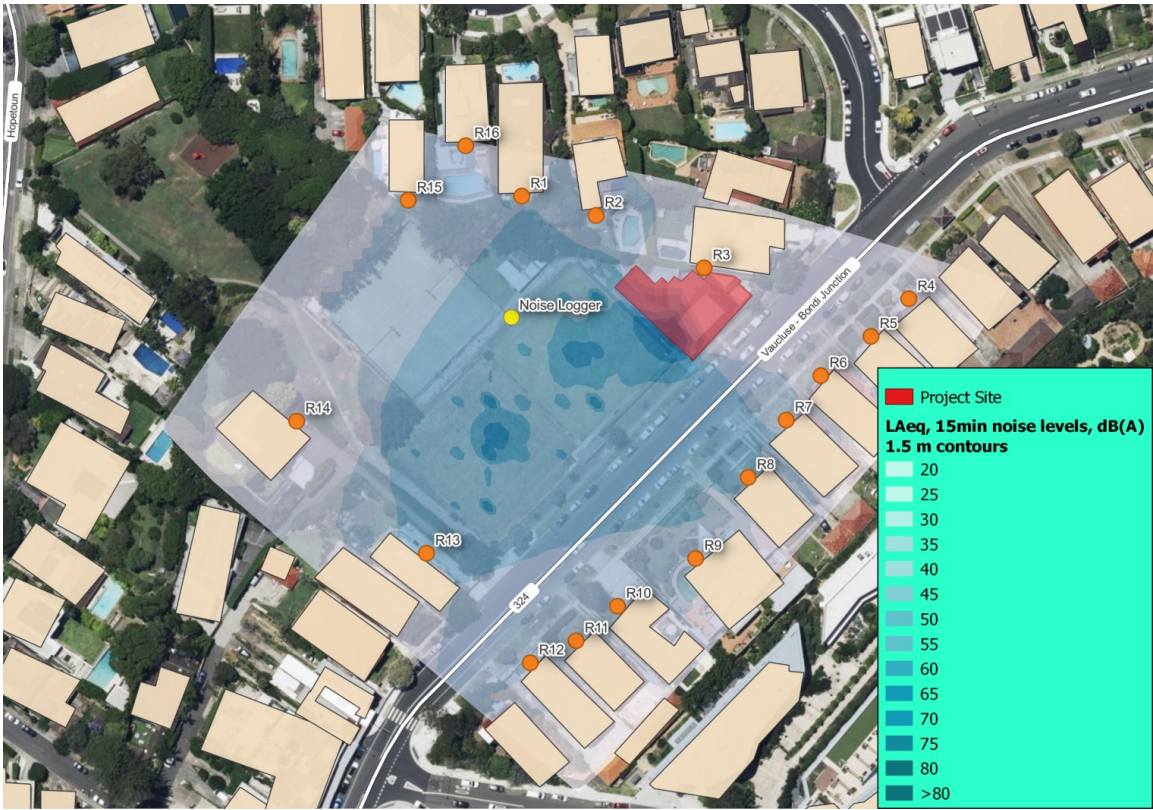 Hopetoun
R16
R15
R1
R2
R3
Noise Logger
Vaucluse - Bondi Junction
R4
R5
R6
R7
R14
R8
R13
R9
324
R10
R11
R12
Project Site
LAeq, 15min noise levels, dB(A)
1.5 m contours
20
25
30
35
40
45
50
55
60
65
70
75
80
>80